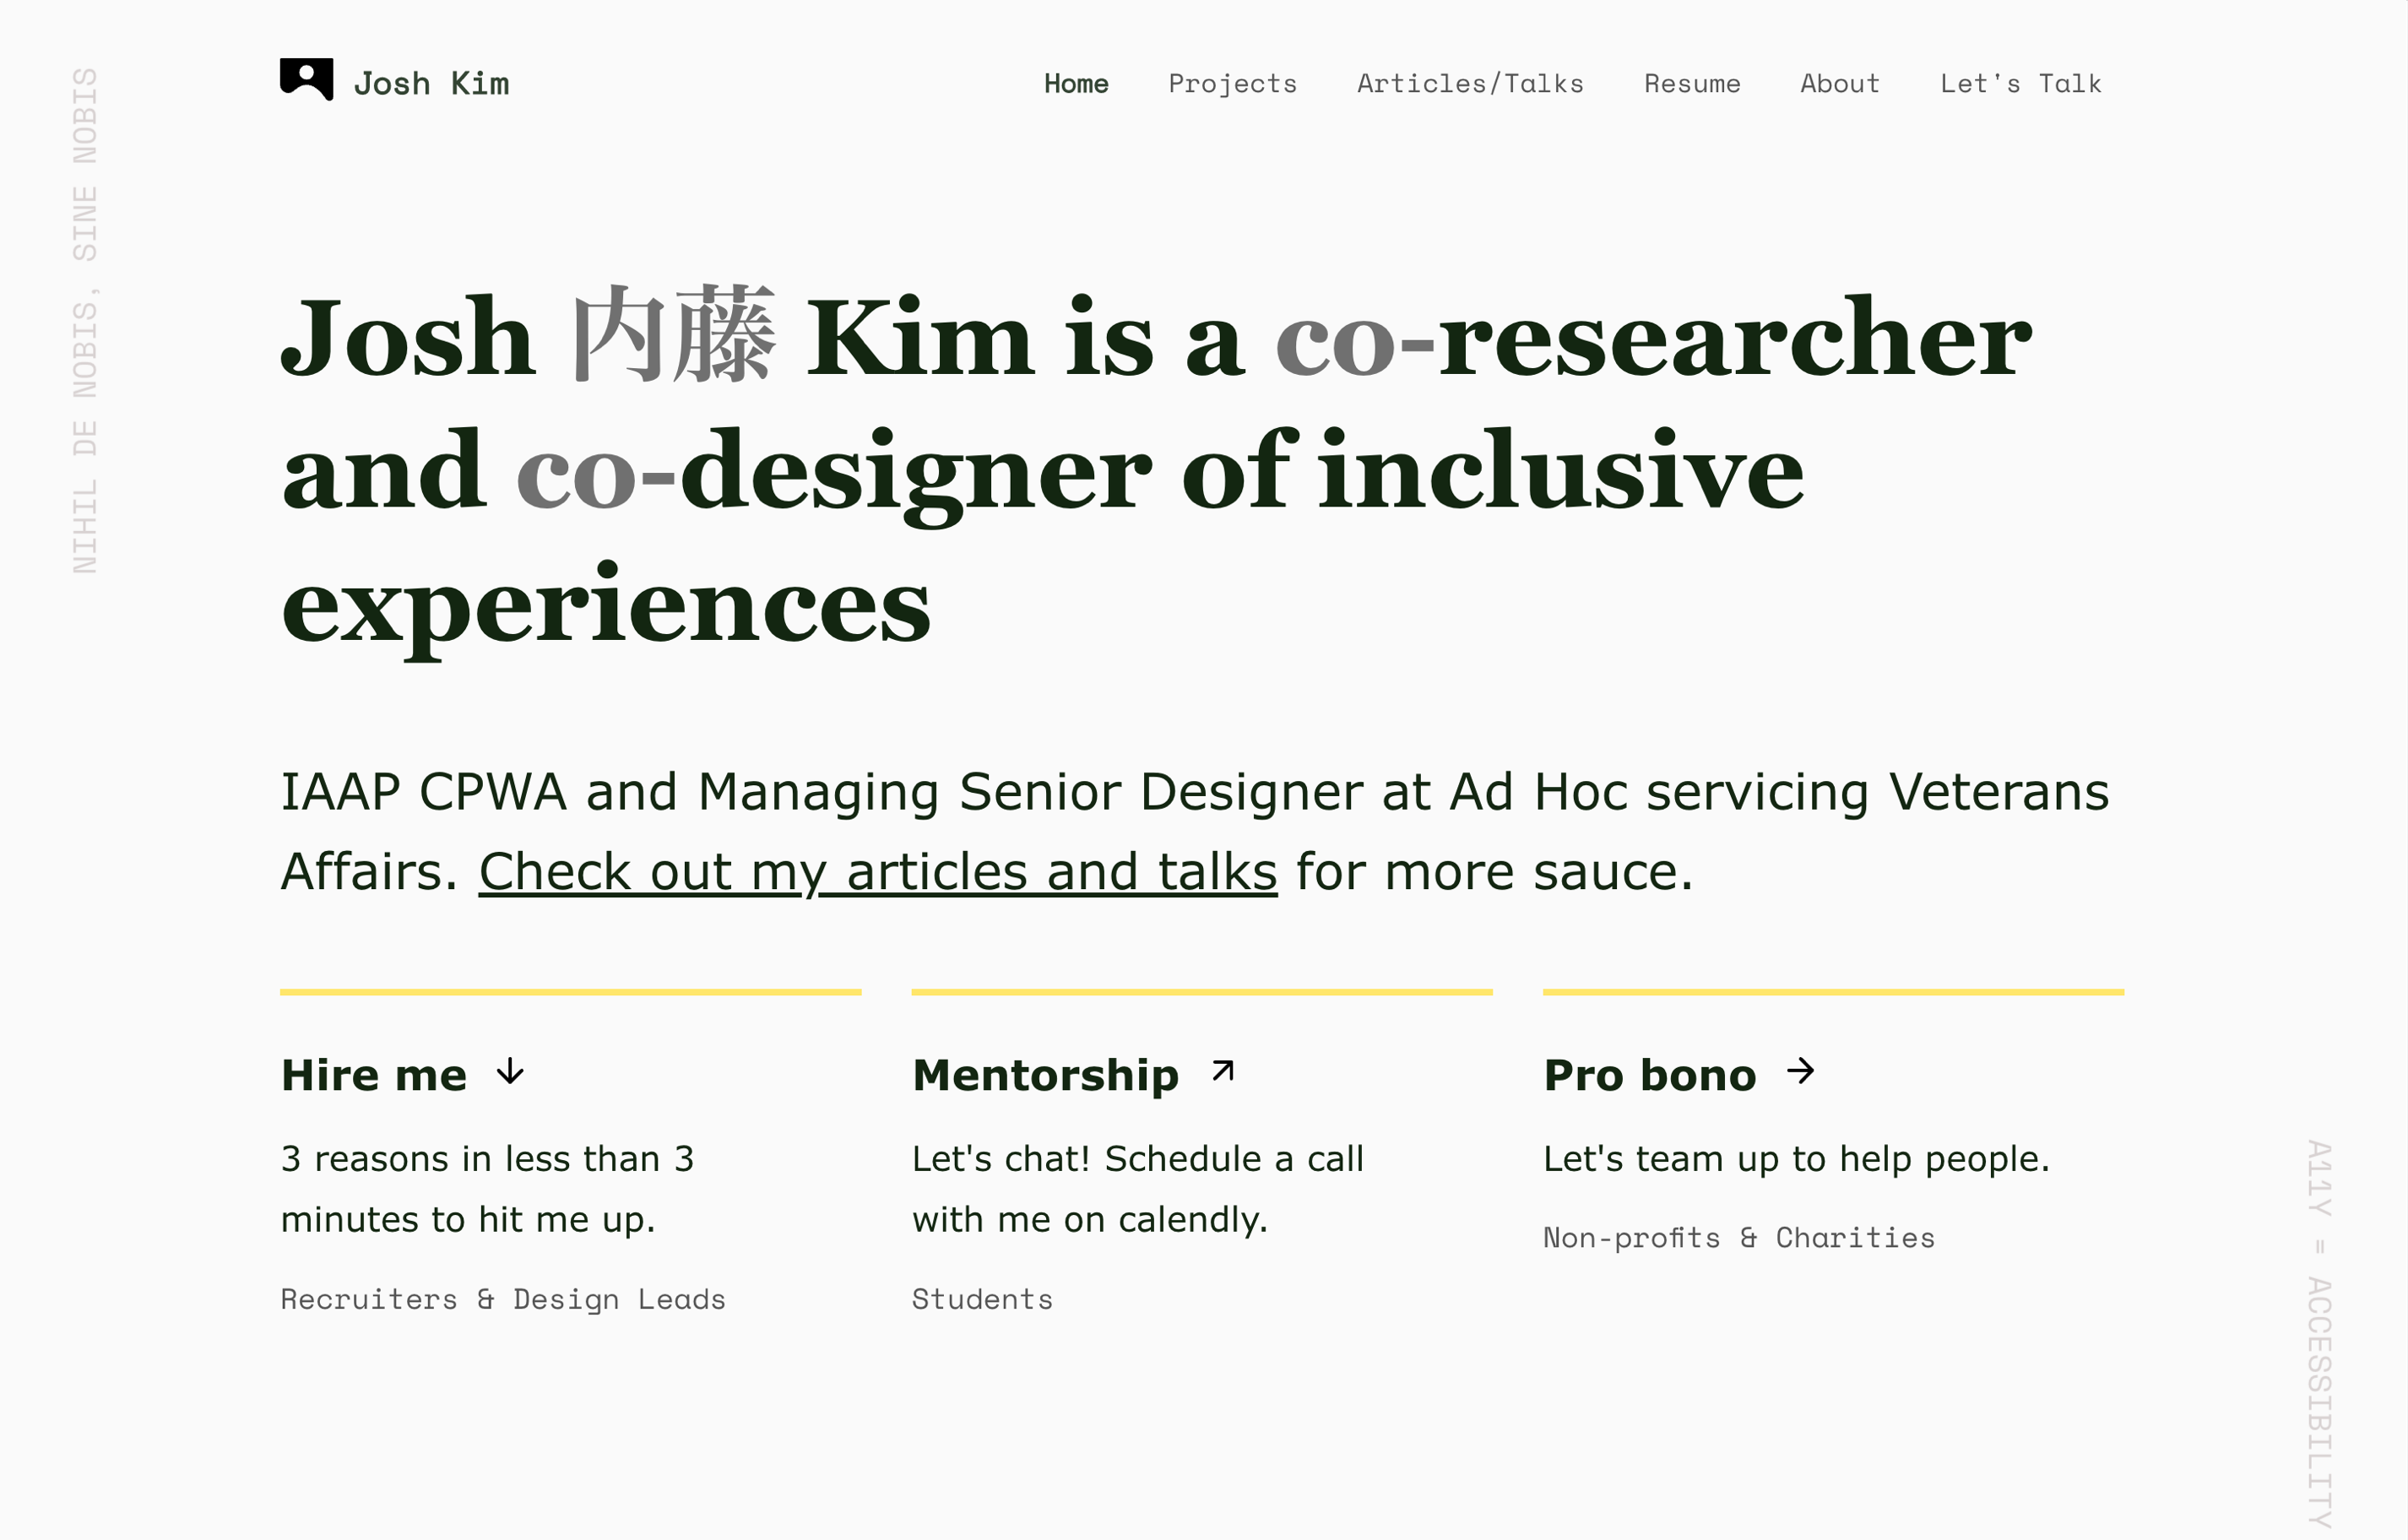 NIHIL DE NOBIS, SINE NOBIS
Josh Kim
Home Projects Articles/Talks Resume About Let's Talk
Josh 内藤 Kim is a co-researcher
and co-designer of inclusive
experiences
IAAP CPWA and Managing Senior Designer at Ad Hoc servicing Veterans
Affairs. Check out my articles and talks for more sauce.
Hire me ↓
3 reasons in less than 3
minutes to hit me up.
Recruiters & Design Leads
Mentorship ↗
Let's chat! Schedule a call
with me on calendly.
Students
Pro bono →
Let's team up to help people.
Non-profits & Charities
A11Y = ACCESSIBILITY